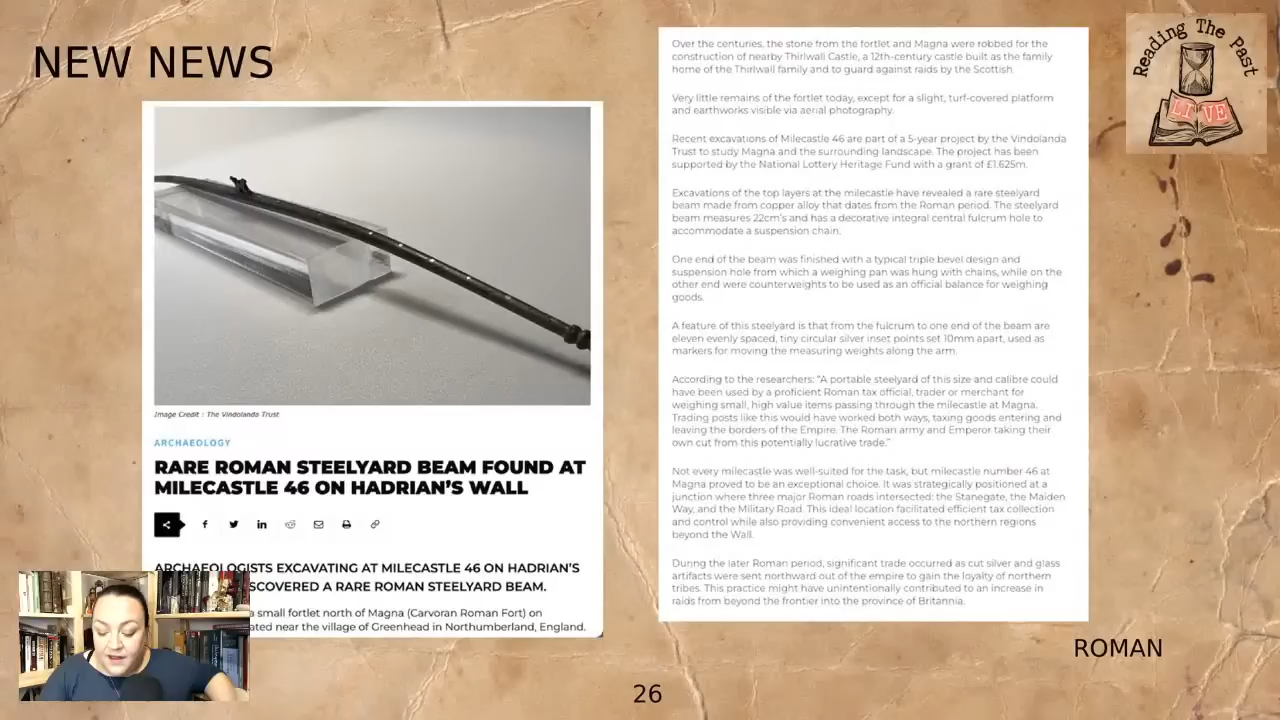 NEW NEWS
Reading The Past
LIVE
Image Credit : The Vindolanda Trust
ARCHAEOLOGY
RARE ROMAN STEELYARD BEAM FOUND AT
MILECASTLE 46 ON HADRIAN'S WALL
ARCHAEOLOGISTS EXCAVATING AT MILECASTLE 46 ON HADRIAN'S
SCOVERED A RARE ROMAN STEELYARD BEAM.
a small fortlet north of Magna (Carvoran Roman Fort) on
ated near the village of Greenhead in Northumberland, England.
Over the centuries, the stone from the fortlet and Magna were robbed for the
construction of nearby Thirlwall Castle, a 12th-century castle built as the family
home of the Thirlwall family and to guard against raids by the Scottish.
Very little remains of the fortlet today, except for a slight, turf-covered platform
and earthworks visible via aerial photography.
Recent excavations of Milecastle 46 are part of a 5-year project by the Vindolanda
Trust to study Magna and the surrounding landscape. The project has been
supported by the National Lottery Heritage Fund with a grant of £1.625m.
Excavations of the top layers at the milecastle have revealed a rare steelyard
beam made from copper alloy that dates from the Roman period. The steelyard
beam measures 22cm's and has a decorative integral central fulcrum hole to
accommodate a suspension chain.
One end of the beam was finished with a typical triple bevel design and
suspension hole from which a weighing pan was hung with chains, while on the
other end were counterweights to be used as an official balance for weighing
goods.
A feature of this steelyard is that from the fulcrum to one end of the beam are
eleven evenly spaced, tiny circular silver inset points set 10mm apart, used as
markers for moving the measuring weights along the arm.
According to the researchers: "A portable steelyard of this size and calibre could
have been used by a proficient Roman tax official, trader or merchant for
weighing small, high value items passing through the milecastle at Magna.
Trading posts like this would have worked both ways, taxing goods entering and
leaving the borders of the Empire. The Roman army and Emperor taking their
own cut from this potentially lucrative trade."
Not every milecastle was well-suited for the task, but milecastle number 46 at
Magna proved to be an exceptional choice. It was strategically positioned at a
junction where three major Roman roads intersected: the Stanegate, the Maiden
Way, and the Military Road. This ideal location facilitated efficient tax collection
and control while also providing convenient access to the northern regions
beyond the Wall.
During the later Roman period, significant trade occurred as cut silver and glass
artifacts were sent northward out of the empire to gain the loyalty of northern
tribes. This practice might have unintentionally contributed to an increase in
raids from beyond the frontier into the province of Britannia.
ROMAN
26